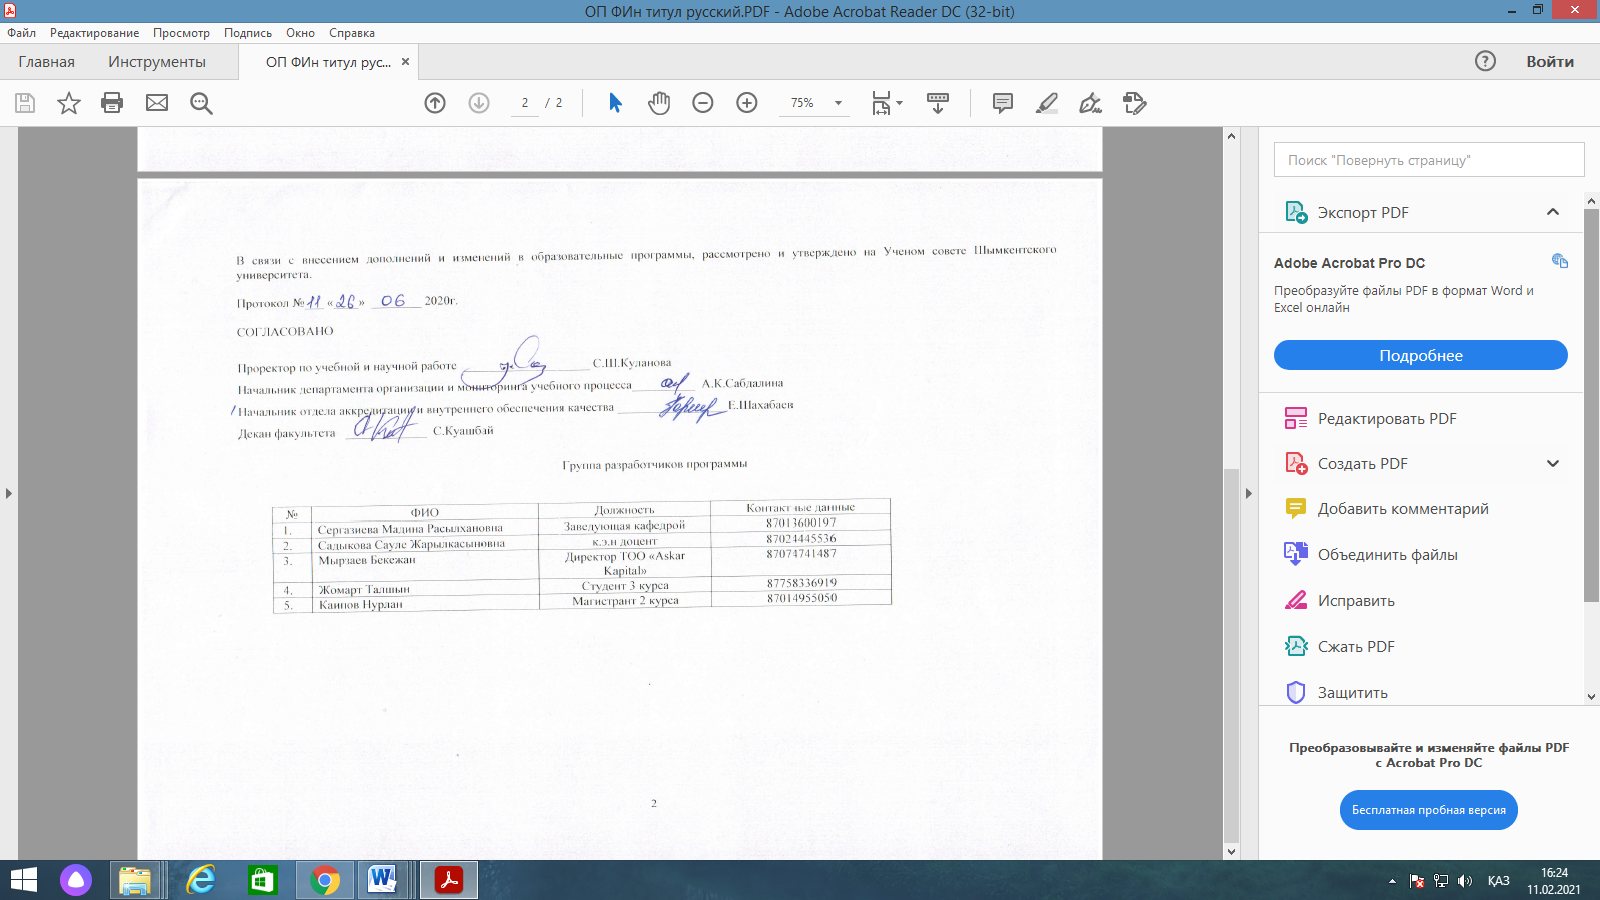 ОП ФИн титул русский.PDF - Adobe Acrobat Reader DC (32-bit)
Файл Редактирование Просмотр Подпись Окно Справка
Главная Инструменты ОП ФИн титул рус... × Войти
2 / 2 75%
В связи с внесением дополнений и изменений в образовательные программы, рассмотрено и утверждено на Ученом совете Шымкентского
университета.
Протокол №11 «26» 06 2020г.
СОГЛАСОВАНО
Проректор по учебной и научной работе С.Ш.Куланова
Начальник департамента организации и мониторинга учебного процесса А.К.Сабдалина
Начальник отдела аккредитации и внутреннего обеспечения качества Е.Шахабаев
Декан факультета С.Куашбай
Группа разработчиков программы
№ ФИО Должность Контакт ные данные
1. Сергазиева Мадина Расылхановна Заведующая кафедрой 87013600197
2. Садыкова Сауле Жарылкасыновна к.э.н доцент 87024445536
3. Мырзаев Бекежан Директор ТОО «Askar 87074741487
Kapital»
4. Жомарт Талшын Студент 3 курса 87758336919
5. Каипов Нурлан Магистрант 2 курса 87014955050
2
Поиск "Повернуть страницу"
Экспорт PDF
Adobe Acrobat Pro DC
Преобразуйте файлы PDF в формат Word и
Excel онлайн
Подробнее
Редактировать PDF
Создать PDF
Добавить комментарий
Объединить файлы
Исправить
Сжать PDF
Защитить
Преобразовывайте и изменяйте файлы PDF
с Acrobat Pro DC
Бесплатная пробная версия
ҚАЗ 16:24
11.02.2021